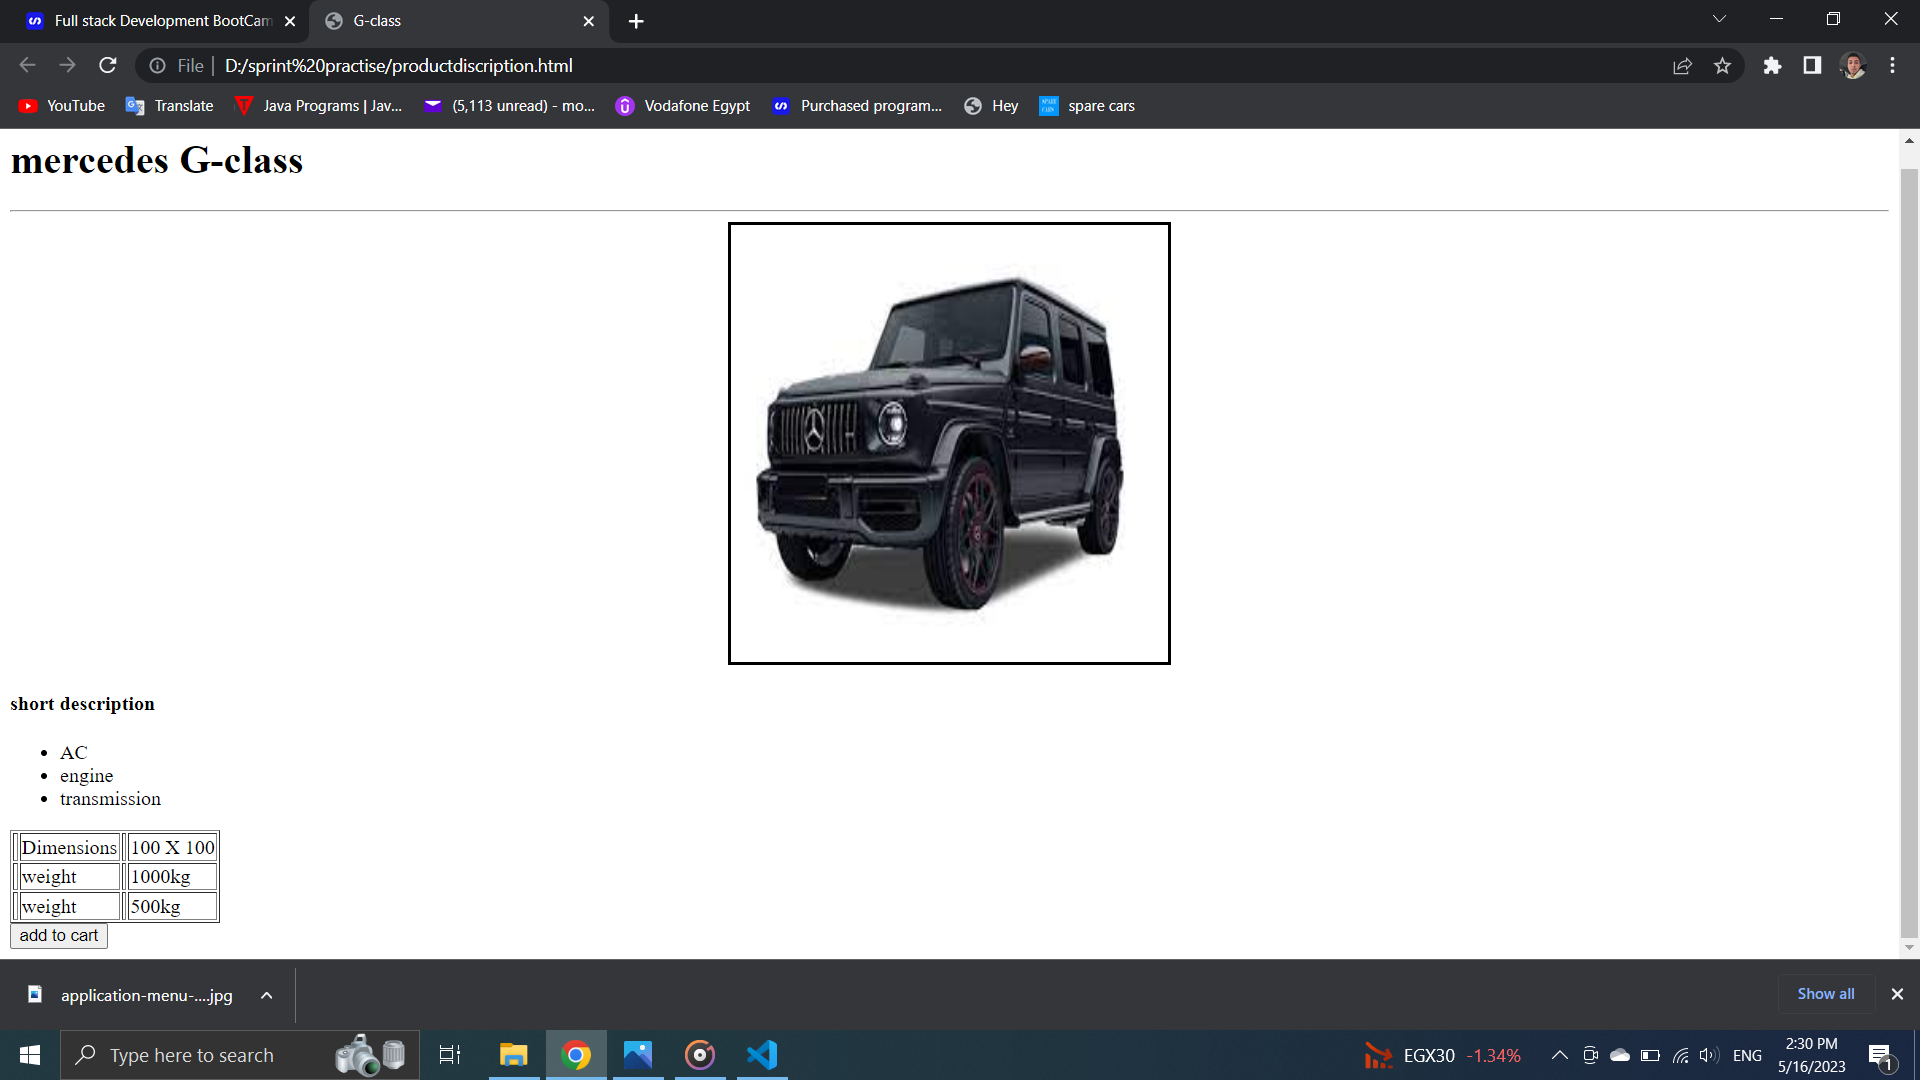 Full stack Development BootCam
G-class
File
D:/sprint%20practise/productdiscription.html
YouTube
Translate
Java Programs | Jav...
(5,113 unread) - mo...
Vodafone Egypt
Purchased program...
Hey
spare cars
mercedes G-class
short description
AC
engine
transmission
Dimensions 100 X 100
weight 1000kg
weight 500kg
add to cart
application-menu-....jpg
Show all
Type here to search
EGX30 -1.34%
ENG
2:30 PM
5/16/2023
1